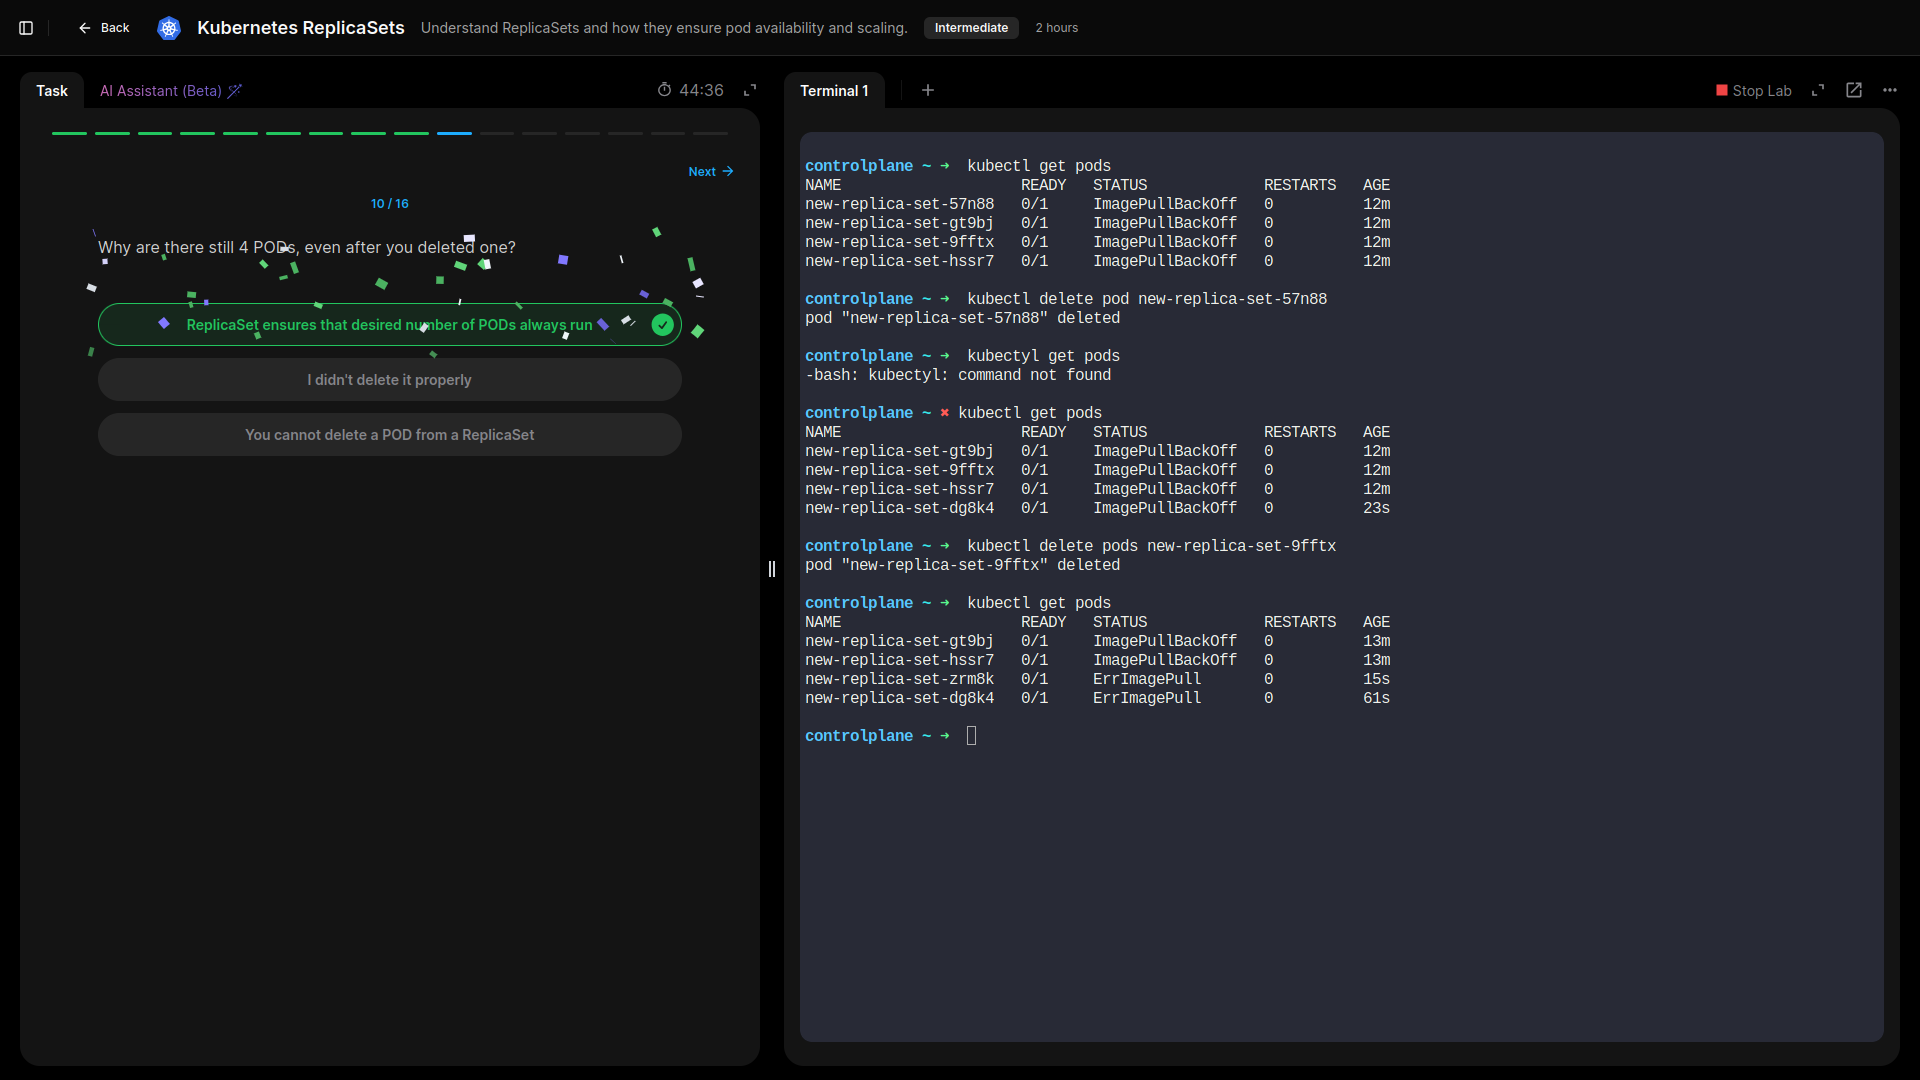 Back
Kubernetes ReplicaSets
Understand ReplicaSets and how they ensure pod availability and scaling.
Intermediate
2 hours
Task
AI Assistant (Beta)
44:36
Next
10 / 16
Why are there still 4 PODs, even after you deleted one?
ReplicaSet ensures that desired number of PODs always run
I didn't delete it properly
You cannot delete a POD from a ReplicaSet
Terminal 1
+
Stop Lab
controlplane ~ ➜  kubectl get pods
NAME                    READY   STATUS             RESTARTS   AGE
new-replica-set-57n88   0/1     ImagePullBackOff   0          12m
new-replica-set-gt9bj   0/1     ImagePullBackOff   0          12m
new-replica-set-9fftx   0/1     ImagePullBackOff   0          12m
new-replica-set-hssr7   0/1     ImagePullBackOff   0          12m
controlplane ~ ➜  kubectl delete pod new-replica-set-57n88
pod "new-replica-set-57n88" deleted
controlplane ~ ➜  kubectyl get pods
-bash: kubectyl: command not found
controlplane ~ ✖ kubectl get pods
NAME                    READY   STATUS             RESTARTS   AGE
new-replica-set-gt9bj   0/1     ImagePullBackOff   0          12m
new-replica-set-9fftx   0/1     ImagePullBackOff   0          12m
new-replica-set-hssr7   0/1     ImagePullBackOff   0          12m
new-replica-set-dg8k4   0/1     ImagePullBackOff   0          23s
controlplane ~ ➜  kubectl delete pods new-replica-set-9fftx
pod "new-replica-set-9fftx" deleted
controlplane ~ ➜  kubectl get pods
NAME                    READY   STATUS             RESTARTS   AGE
new-replica-set-gt9bj   0/1     ImagePullBackOff   0          13m
new-replica-set-hssr7   0/1     ImagePullBackOff   0          13m
new-replica-set-zrm8k   0/1     ErrImagePull       0          15s
new-replica-set-dg8k4   0/1     ErrImagePull       0          61s
controlplane ~ ➜